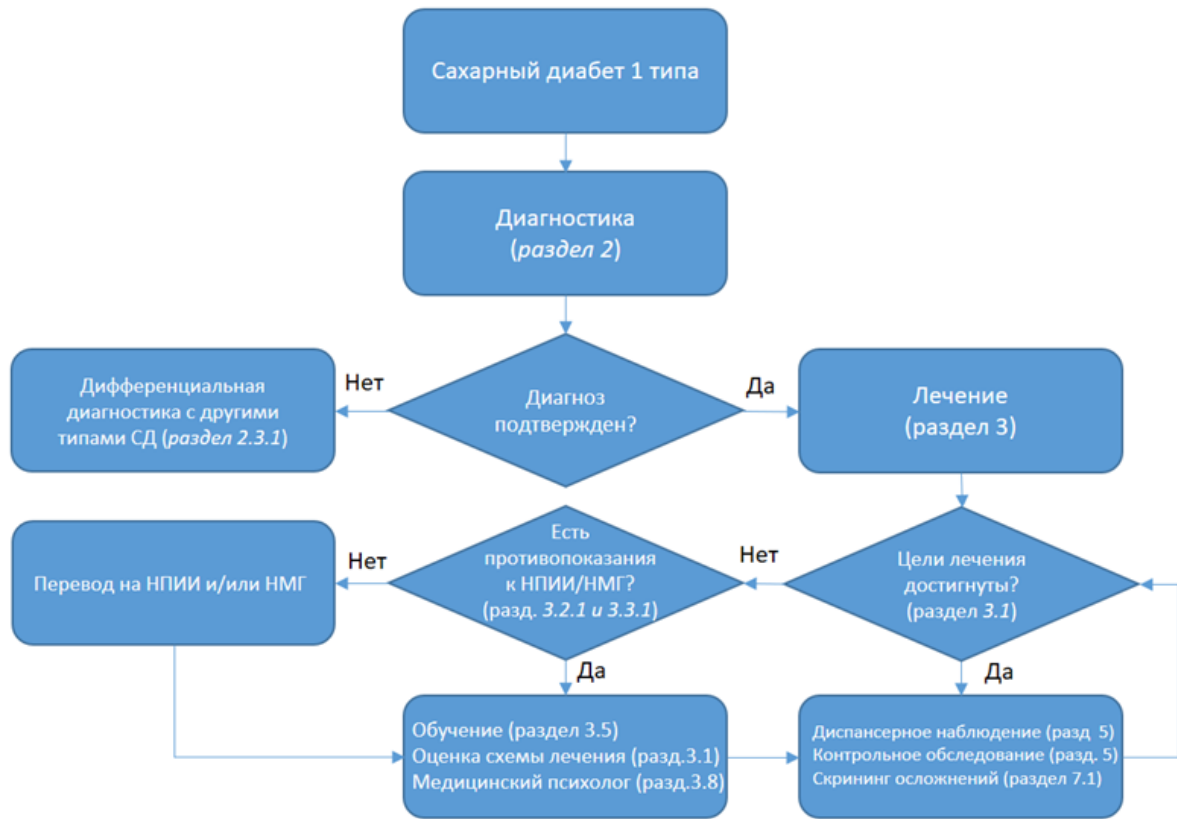 Сахарный диабет 1 типа
Диагностика
(раздел 2)
Диагноз
подтвержден?
Нет
Да
Дифференциальная
диагностика с другими
типами СД (раздел 2.3.1)
Лечение
(раздел 3)
Цели лечения
достигнуты?
(раздел 3.1)
Нет
Есть
противопоказания
к НПИИ/НМГ?
(разд. 3.2.1 и 3.3.1)
Нет
Перевод на НПИИ и/или НМГ
Да
Да
Обучение (раздел 3.5)
Оценка схемы лечения (разд.3.1)
Медицинский психолог (разд.3.8)
Диспансерное наблюдение (разд 5)
Контрольное обследование (разд. 5)
Скрининг осложнений (раздел 7.1)